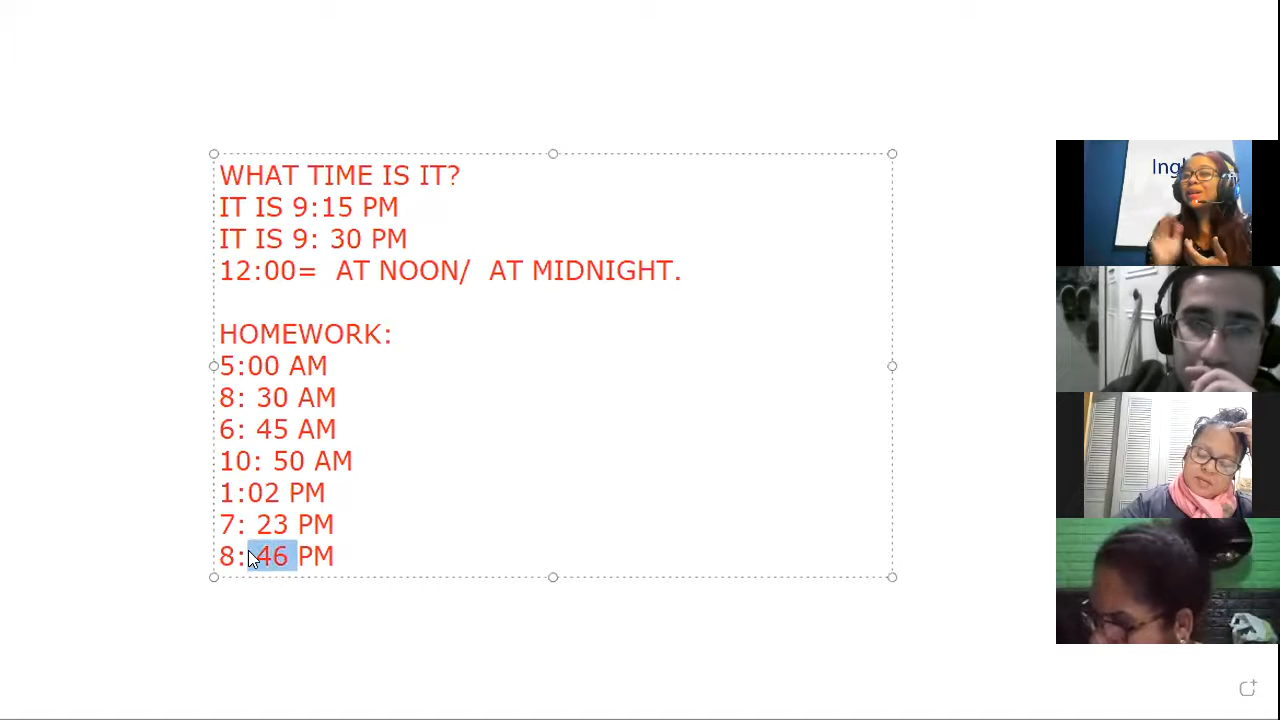 WHAT TIME IS IT?
IT IS 9:15 PM
IT IS 9: 30 PM
12:00=  AT NOON/  AT MIDNIGHT.
HOMEWORK:
5:00 AM
8: 30 AM
6: 45 AM
10: 50 AM
1:02 PM
7: 23 PM
8: 46 PM